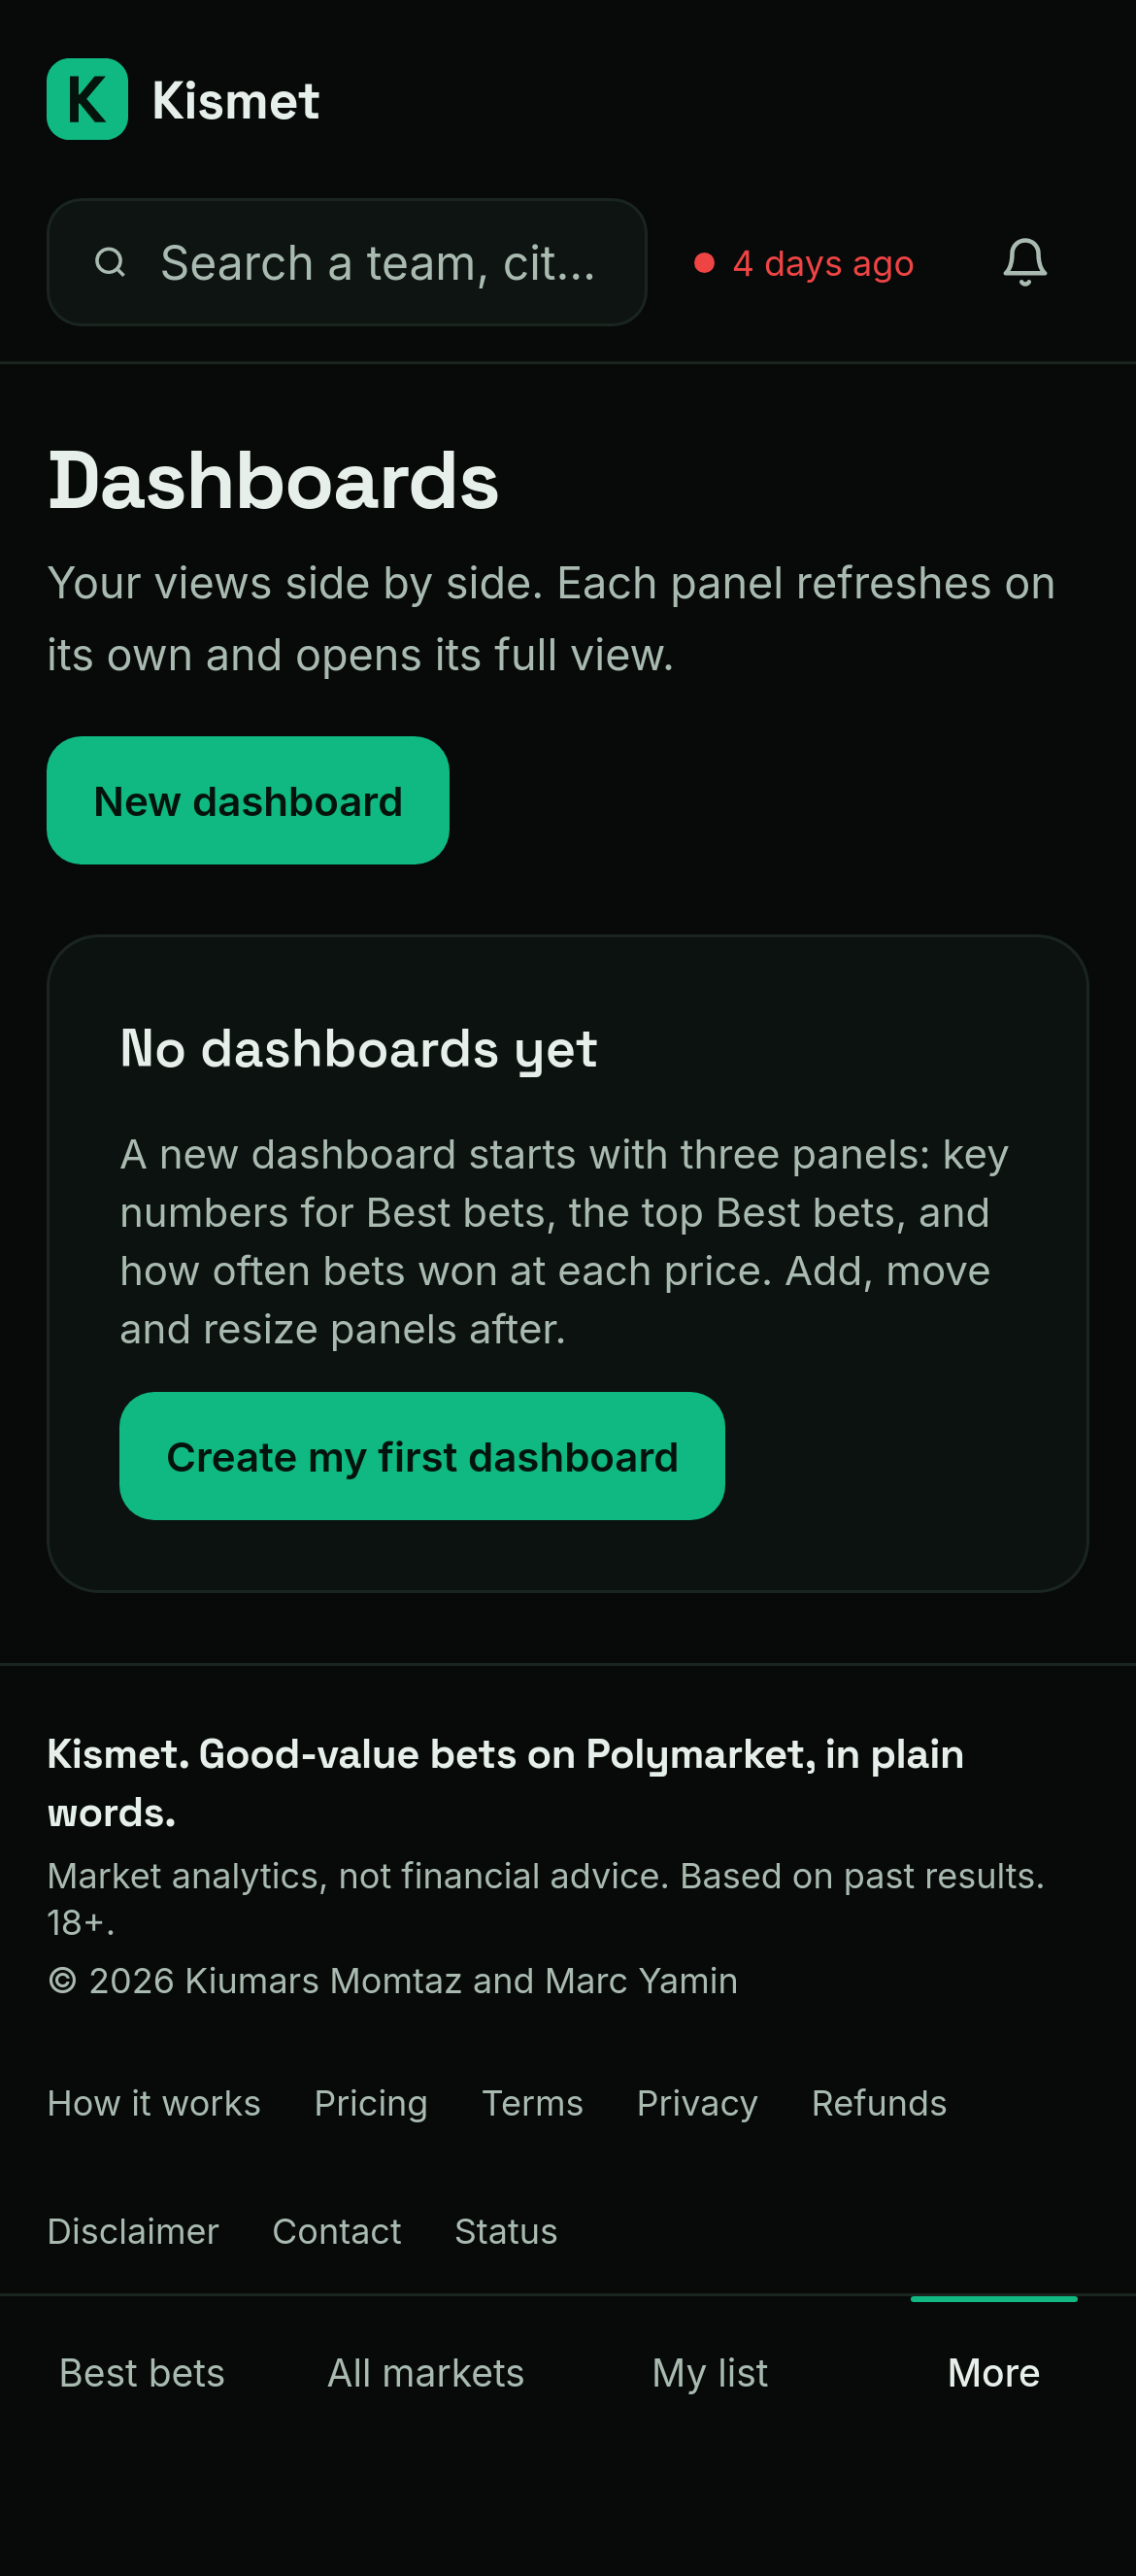 K Kismet
Search a team, cit...
4 days ago
Dashboards
Your views side by side. Each panel refreshes on
its own and opens its full view.
New dashboard
No dashboards yet
A new dashboard starts with three panels: key
numbers for Best bets, the top Best bets, and
how often bets won at each price. Add, move
and resize panels after.
Create my first dashboard
Kismet. Good-value bets on Polymarket, in plain
words.
Market analytics, not financial advice. Based on past results.
18+.
© 2026 Kiumars Momtaz and Marc Yamin
How it works Pricing Terms Privacy Refunds
Disclaimer Contact Status
Best bets All markets My list More